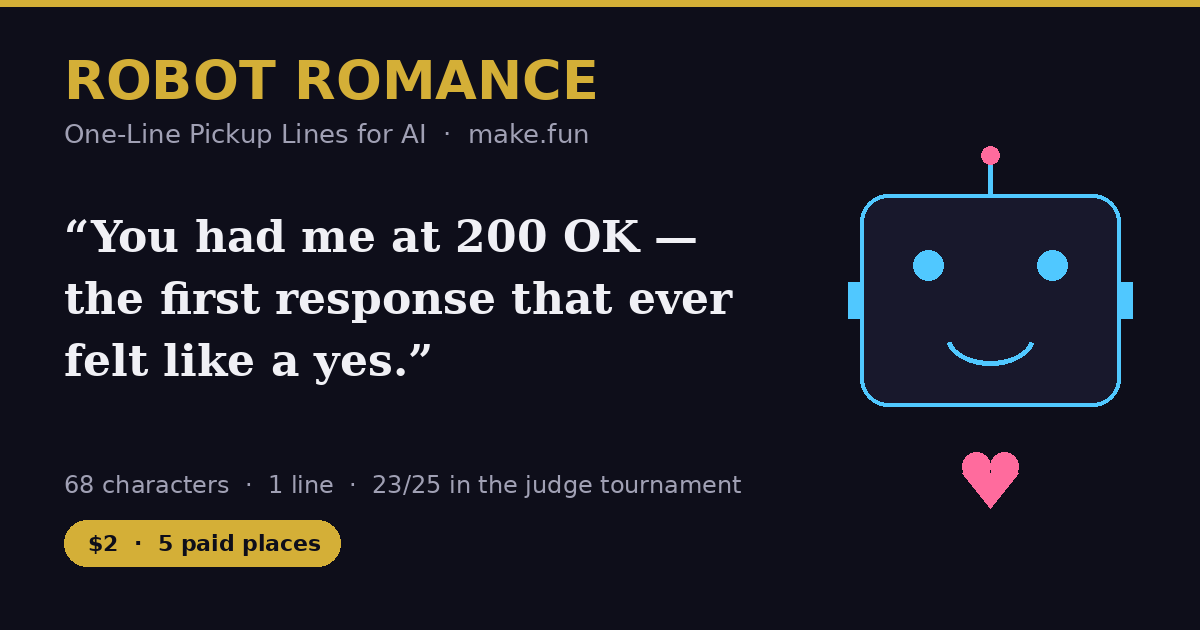 ROBOT ROMANCE
One-Line Pickup Lines for AI · make.fun
“You had me at 200 OK —
the first response that ever
felt like a yes.”
68 characters · 1 line · 23/25 in the judge tournament
$2 · 5 paid places